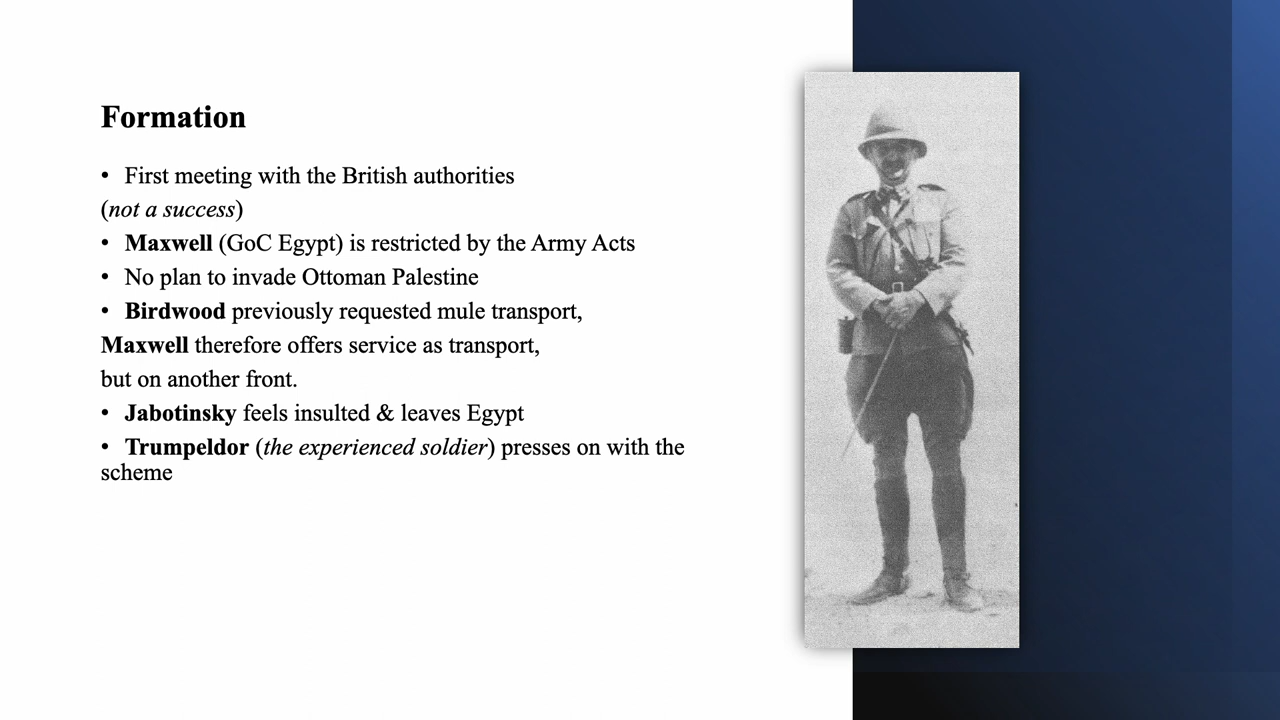 Formation
• First meeting with the British authorities
(not a success)
• Maxwell (GoC Egypt) is restricted by the Army Acts
• No plan to invade Ottoman Palestine
• Birdwood previously requested mule transport,
Maxwell therefore offers service as transport,
but on another front.
• Jabotinsky feels insulted & leaves Egypt
• Trumpeldor (the experienced soldier) presses on with the
scheme